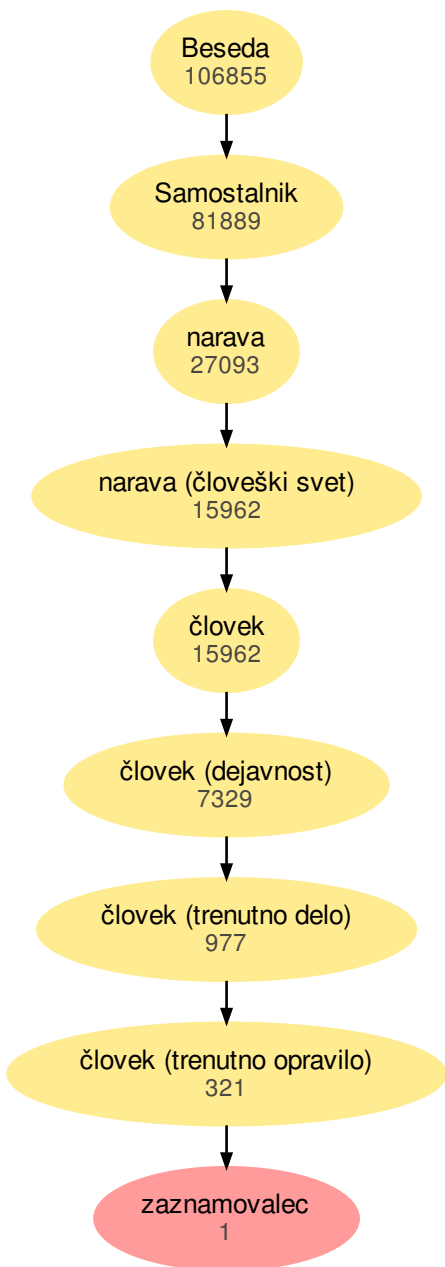 Beseda
106855
Samostalnik
81889
narava
27093
narava (človeški svet)
15962
človek
15962
človek (dejavnost)
7329
človek (trenutno delo)
977
človek (trenutno opravilo)
321
zaznamovalec
1